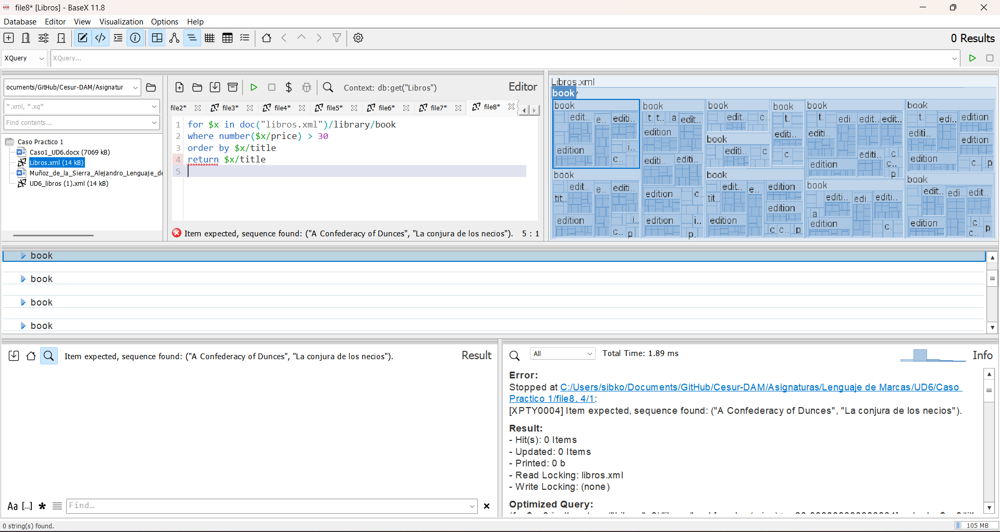 file8* [Libros] - BaseX 11.8
Database Editor View Visualization Options Help
0 Results
XQuery XQuery...
ocuments/GitHub/Cesur-DAM/Asignatur
*.xml, *.xq*
Find contents...
Caso Practico 1
Caso1_UD6.docx (7069 kB)
Libros.xml (14 kB)
Muñoz_de_la_Sierra_Alejandro_Lenguaje_de
UD6_libros (1).xml (14 kB)
Context: db:get("Libros") Editor
file2* file3* file4* file5* file6* file7* file8*
1 for $x in doc("libros.xml")/library/book
2 where number($x/price) > 30
3 order by $x/title
4 return $x/title
5
Item expected, sequence found: ("A Confederacy of Dunces", "La conjura de los necios"). 5 : 1
Libros.xml
book
book book book book book book
edit.. e.. editi.. t. t.. a edit.. edit.. c.. t. t. edi.. edit.. edit.. t. edi.. edition
edition editi.. editi.. editi.. edition
book
edition i.. c.. editi.. editi.. editi.. c editi.. c.. edition c.. p
edition c.. p
book book book book
edit.. e.. editi.. edition c.. edit.. e.. edition editi.. edi.. editi.. edit.. edi.. edit..
tit.. tit.. edition a
edition i.. c.. p edition i.. p. edition c c.. p edition c.. edition c.. c p
book
book
book
book
Item expected, sequence found: ("A Confederacy of Dunces", "La conjura de los necios"). Result
All Total Time: 1.89 ms Info
Error:
Stopped at C:/Users/sibko/Documents/GitHub/Cesur-DAM/Asignaturas/Lenguaje de Marcas/UD6/Caso
Practico 1/file8, 4/1:
[XPTY0004] Item expected, sequence found: ("A Confederacy of Dunces", "La conjura de los necios").
Result:
- Hit(s): 0 Items
- Updated: 0 Items
- Printed: 0 b
- Read Locking: libros.xml
- Write Locking: (none)
Optimized Query:
Aa [...] * Find...
0 string(s) found. 105 MB